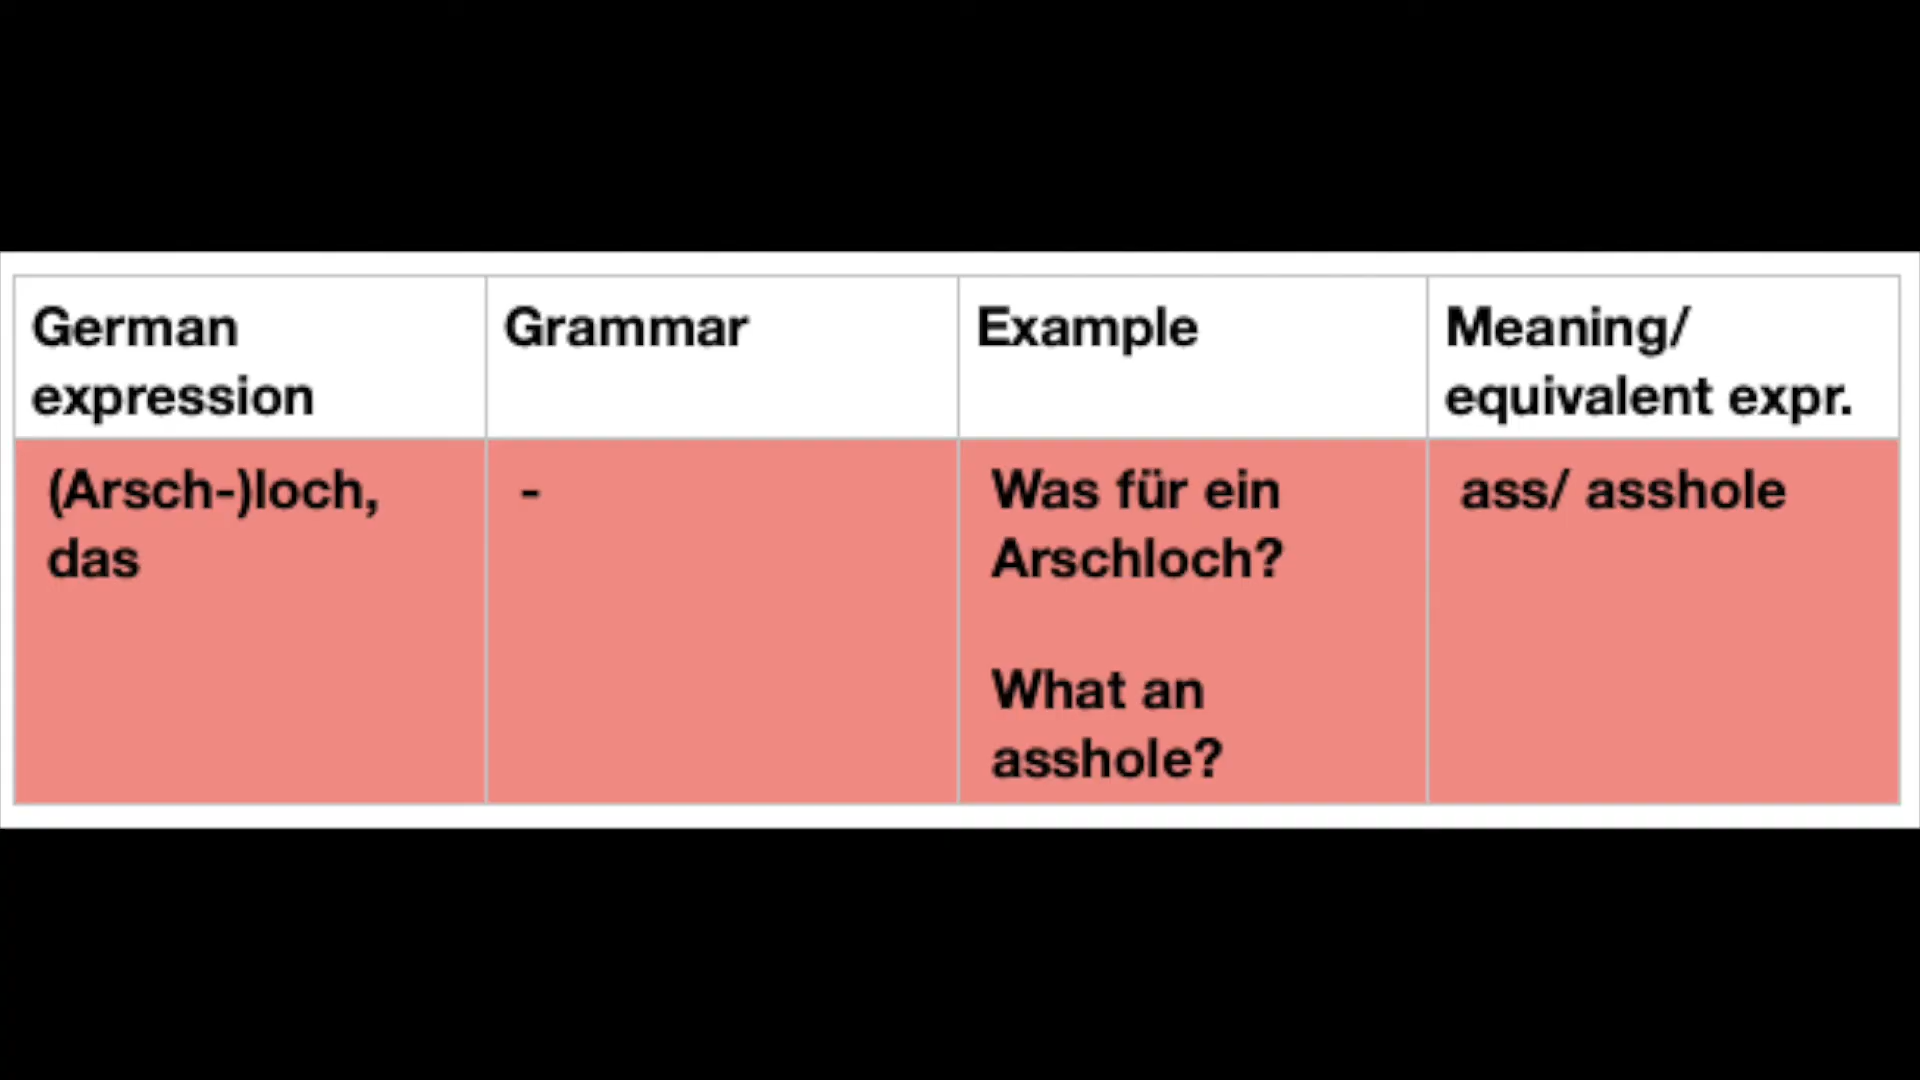 German
expression
Grammar
Example
Meaning/
equivalent expr.
(Arsch-)loch,
das
-
Was für ein
Arschloch?
What an
asshole?
ass/ asshole